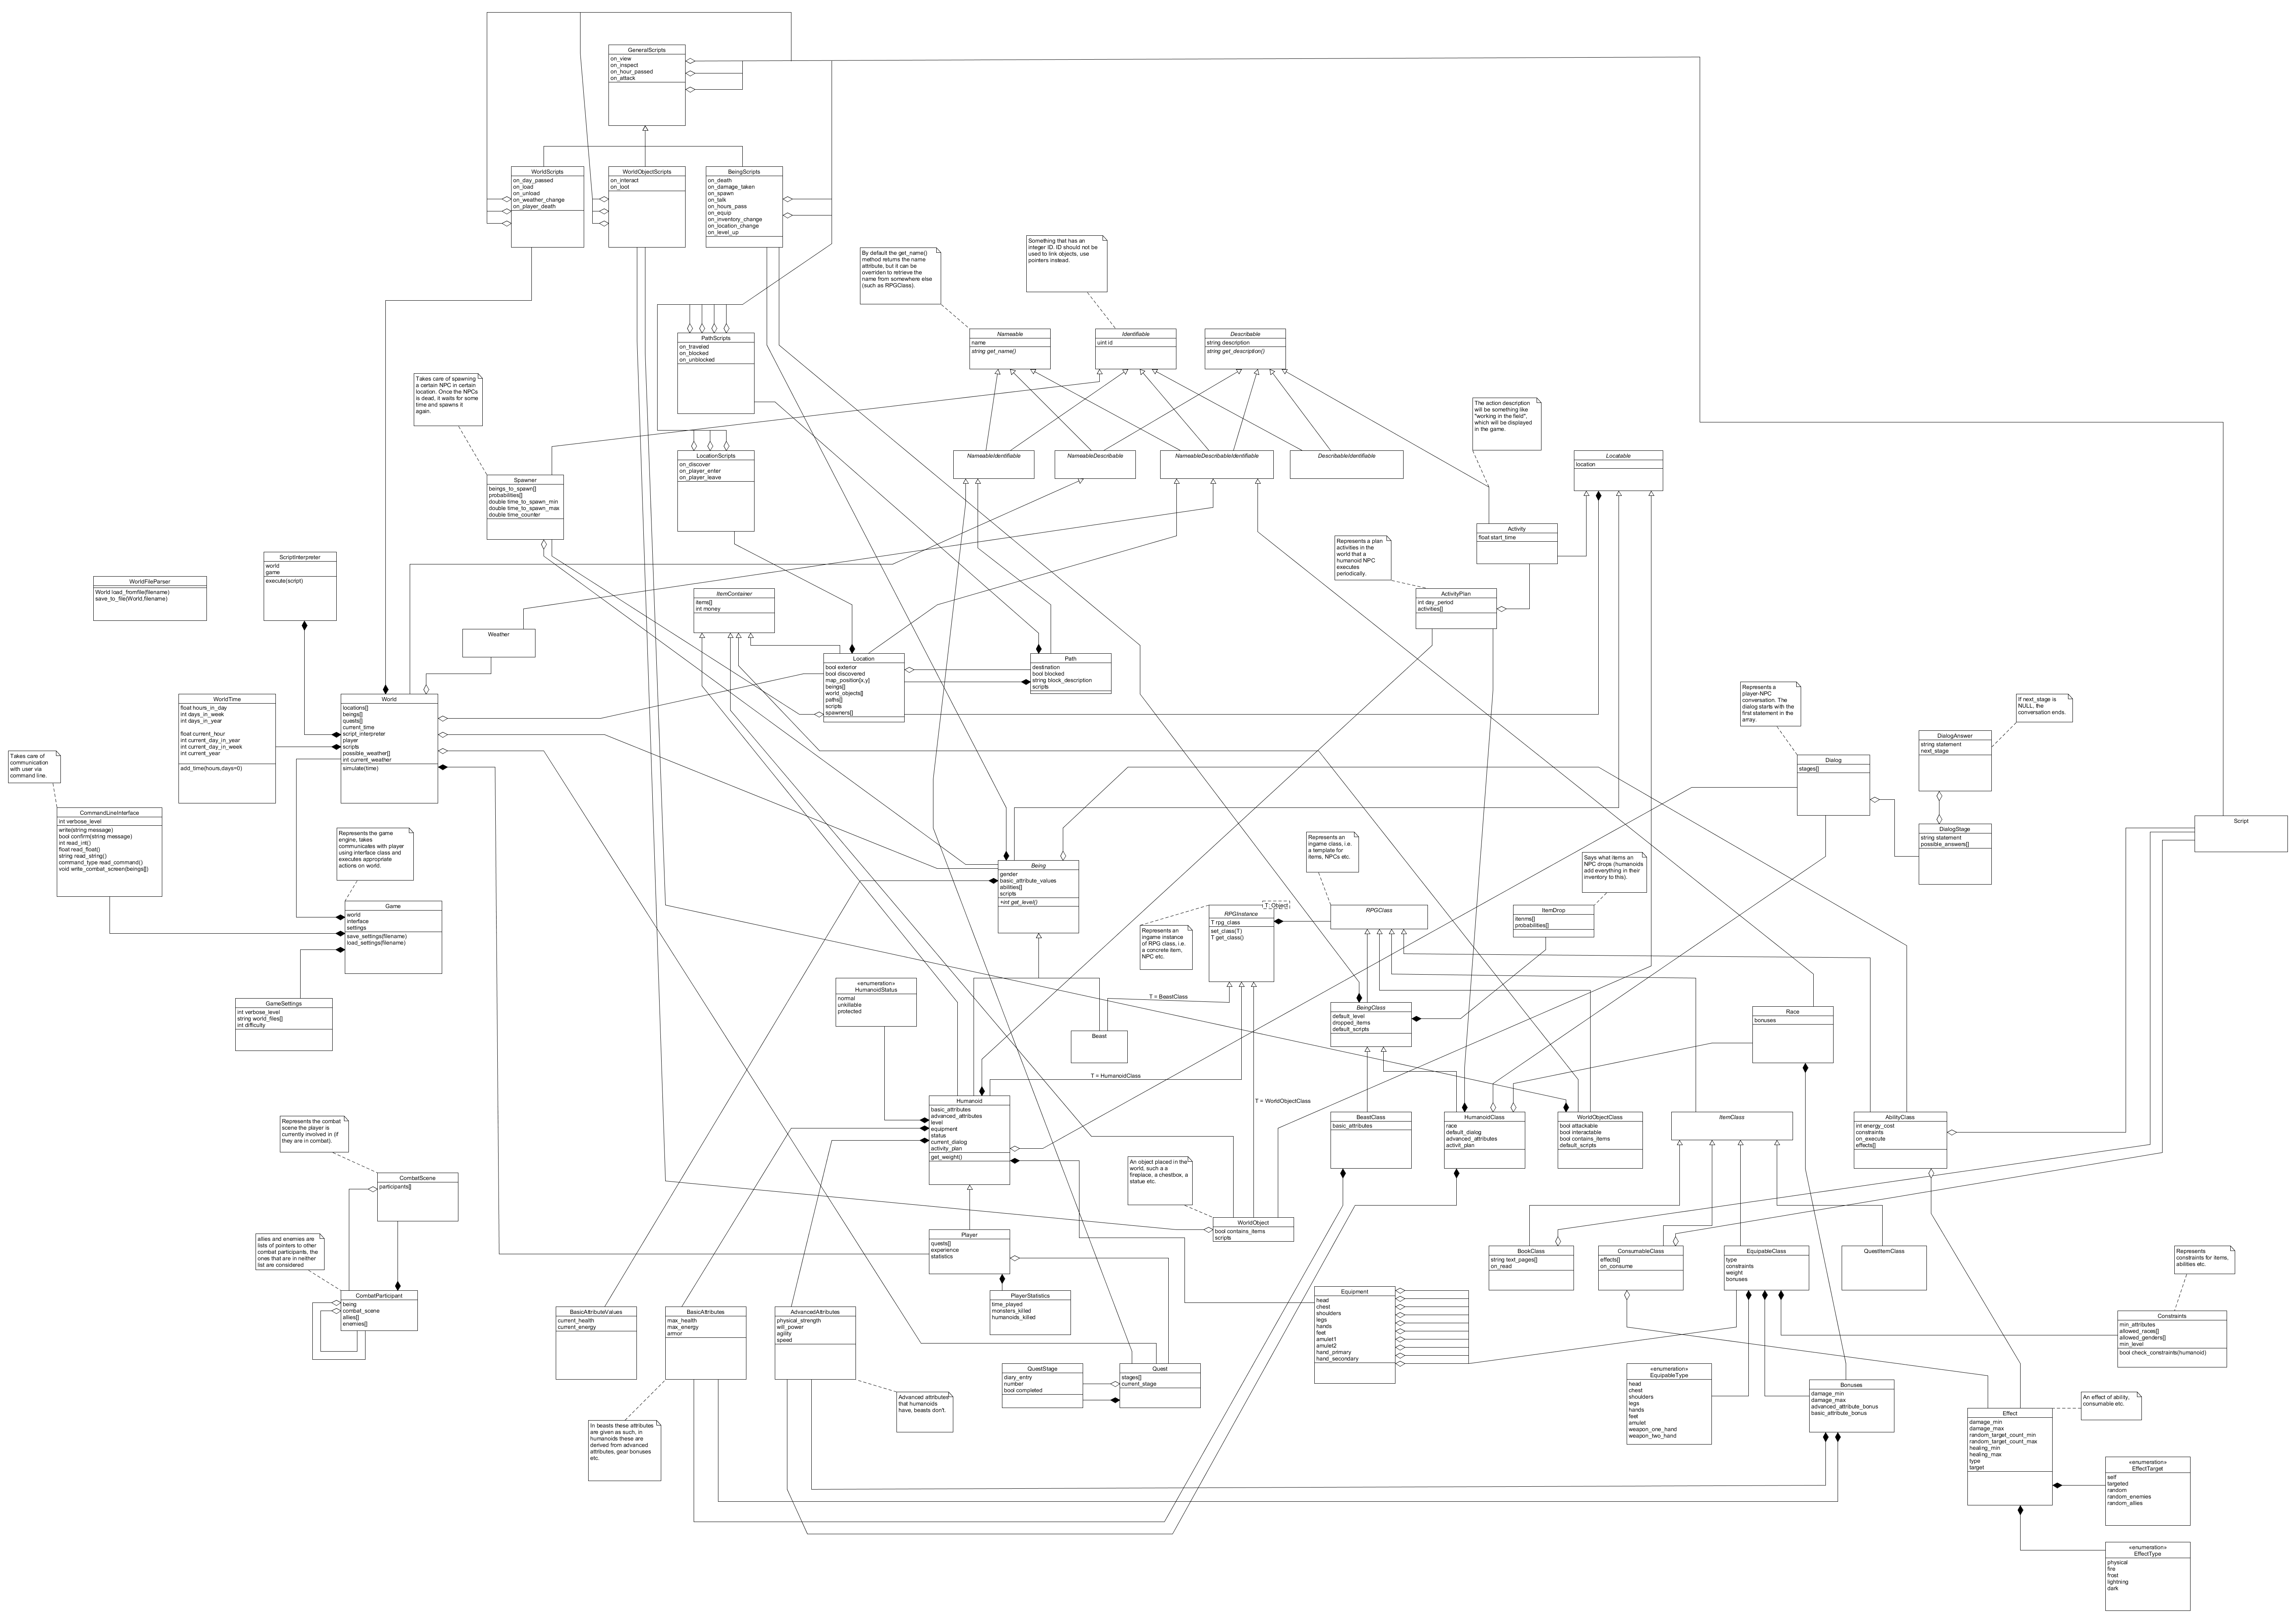 GeneralScripts
on_view
on_inspect
on_hour_passed
on_attack
WorldScripts
on_day_passed
on_load
on_unload
on_weather_change
on_player_death
WorldObjectScripts
on_interact
on_loot
BeingScripts
on_death
on_damage_taken
on_spawn
on_talk
on_hours_pass
on_equip
on_inventory_change
on_location_change
on_level_up
By default the get_name()
method returns the name
attribute, but it can be
overriden to retrieve the
name from somewhere else
(such as RPGClass).
Something that has an
integer ID. ID should not be
used to link objects, use
pointers instead.
PathScripts
on_traveled
on_blocked
on_unblocked
Nameable
name
string get_name()
Identifiable
uint id
Describable
string description
string get_description()
Takes care of spawning
a certain NPC in certain
location. Once the NPCs
is dead, it waits for some
time and spawns it
again.
The action description
will be something like
"working in the field",
which will be displayed
in the game.
LocationScripts
on_discover
on_player_enter
on_player_leave
NameableIdentifiable
NameableDescribable
NameableDescribableIdentifiable
DescribableIdentifiable
Locatable
location
Spawner
beings_to_spawn[]
probabilities[]
double time_to_spawn_min
double time_to_spawn_max
double time_counter
Activity
float start_time
Represents a plan
activities in the
world that a
humanoid NPC
executes
periodically.
ScriptInterpreter
world
game
execute(script)
WorldFileParser
World load_fromfile(filename)
save_to_file(World,filename)
ItemContainer
items[]
int money
ActivityPlan
int day_period
activities[]
Weather
Location
bool exterior
bool discovered
map_position[x,y]
beings[]
world_objects[]
paths[]
scripts
spawners[]
Path
destination
bool blocked
string block_description
scripts
WorldTime
float hours_in_day
int days_in_week
int days_in_year
float current_hour
int current_day_in_year
int current_day_in_week
int current_year
add_time(hours,days=0)
World
locations[]
beings[]
quests[]
current_time
script_interpreter
player
scripts
possible_weather[]
int current_weather
simulate(time)
Represents a
player-NPC
conversation. The
dialog starts with the
first statement in the
array.
If next_stage is
NULL, the
conversation ends.
Takes care of
communication
with user via
command line.
DialogAnswer
string statement
next_stage
Dialog
stages[]
CommandLineInterface
int verbose_level
write(string message)
bool confirm(string message)
int read_int()
float read_float()
string read_string()
command_type read_command()
void write_combat_screen(beings[])
Represents the game
engine, takes
communicates with player
using interface class and
executes appropriate
actions on world.
Script
DialogStage
string statement
possible_answers[]
Represents an
ingame class, i.e.
a template for
items, NPCs etc.
Says what items an
NPC drops (humanoids
add everything in their
inventory to this).
Being
gender
basic_attribute_values
abilities[]
scripts
+int get_level()
Game
world
interface
settings
save_settings(filename)
load_settings(filename)
T: Object
RPGInstance
T rpg_class
set_class(T)
T get_class()
RPGClass
ItemDrop
itenms[]
probabilities[]
Represents an
ingame instance
of RPG class, i.e.
a concrete item,
NPC etc.
«enumeration»
HumanoidStatus
normal
unkillable
protected
T = BeastClass
GameSettings
int verbose_level
string world_files[]
int difficulty
BeingClass
default_level
dropped_items
default_scripts
Race
bonuses
Beast
T = HumanoidClass
T = WorldObjectClass
Humanoid
basic_attributes
advanced_attributes
level
equipment
status
current_dialog
activity_plan
get_weight()
BeastClass
basic_attributes
HumanoidClass
race
default_dialog
advanced_attributes
activit_plan
WorldObjectClass
bool attackable
bool interactable
bool contains_items
default_scripts
ItemClass
AbilityClass
int energy_cost
constraints
on_execute
effects[]
Represents the combat
scene the player is
currently involved in (if
they are in combat).
An object placed in the
world, such a a
fireplace, a chestbox, a
statue etc.
CombatScene
participants[]
WorldObject
bool contains_items
scripts
allies and enemies are
lists of pointers to other
combat participants, the
ones that are in neither
list are considered
Player
quests[]
experience
statistics
BookClass
string text_pages[]
on_read
ConsumableClass
effects[]
on_consume
EquipableClass
type
constraints
weight
bonuses
QuestItemClass
Represents
constraints for items,
abilities etc.
CombatParticipant
being
combat_scene
allies[]
enemies[]
PlayerStatistics
time_played
monsters_killed
humanoids_killed
Equipment
head
chest
shoulders
legs
hands
feet
amulet1
amulet2
hand_primary
hand_secondary
BasicAttributeValues
current_health
current_energy
BasicAttributes
max_health
max_energy
armor
AdvancedAttributes
physical_strength
will_power
agility
speed
Constraints
min_attributes
allowed_races[]
allowed_genders[]
min_level
bool check_constraints(humanoid)
QuestStage
diary_entry
number
bool completed
Quest
stages[]
current_stage
«enumeration»
EquipableType
head
chest
shoulders
legs
hands
feet
amulet
weapon_one_hand
weapon_two_hand
Bonuses
damage_min
damage_max
advanced_attribute_bonus
basic_attribute_bonus
Advanced attributes
that humanoids
have, beasts don't.
An effect of ability,
consumable etc.
In beasts these attributes
are given as such, in
humanoids these are
derived from advanced
attributes, gear bonuses
etc.
Effect
damage_min
damage_max
random_target_count_min
random_target_count_max
healing_min
healing_max
type
target
«enumeration»
EffectTarget
self
targeted
random
random_enemies
random_allies
«enumeration»
EffectType
physical
fire
frost
lightning
dark